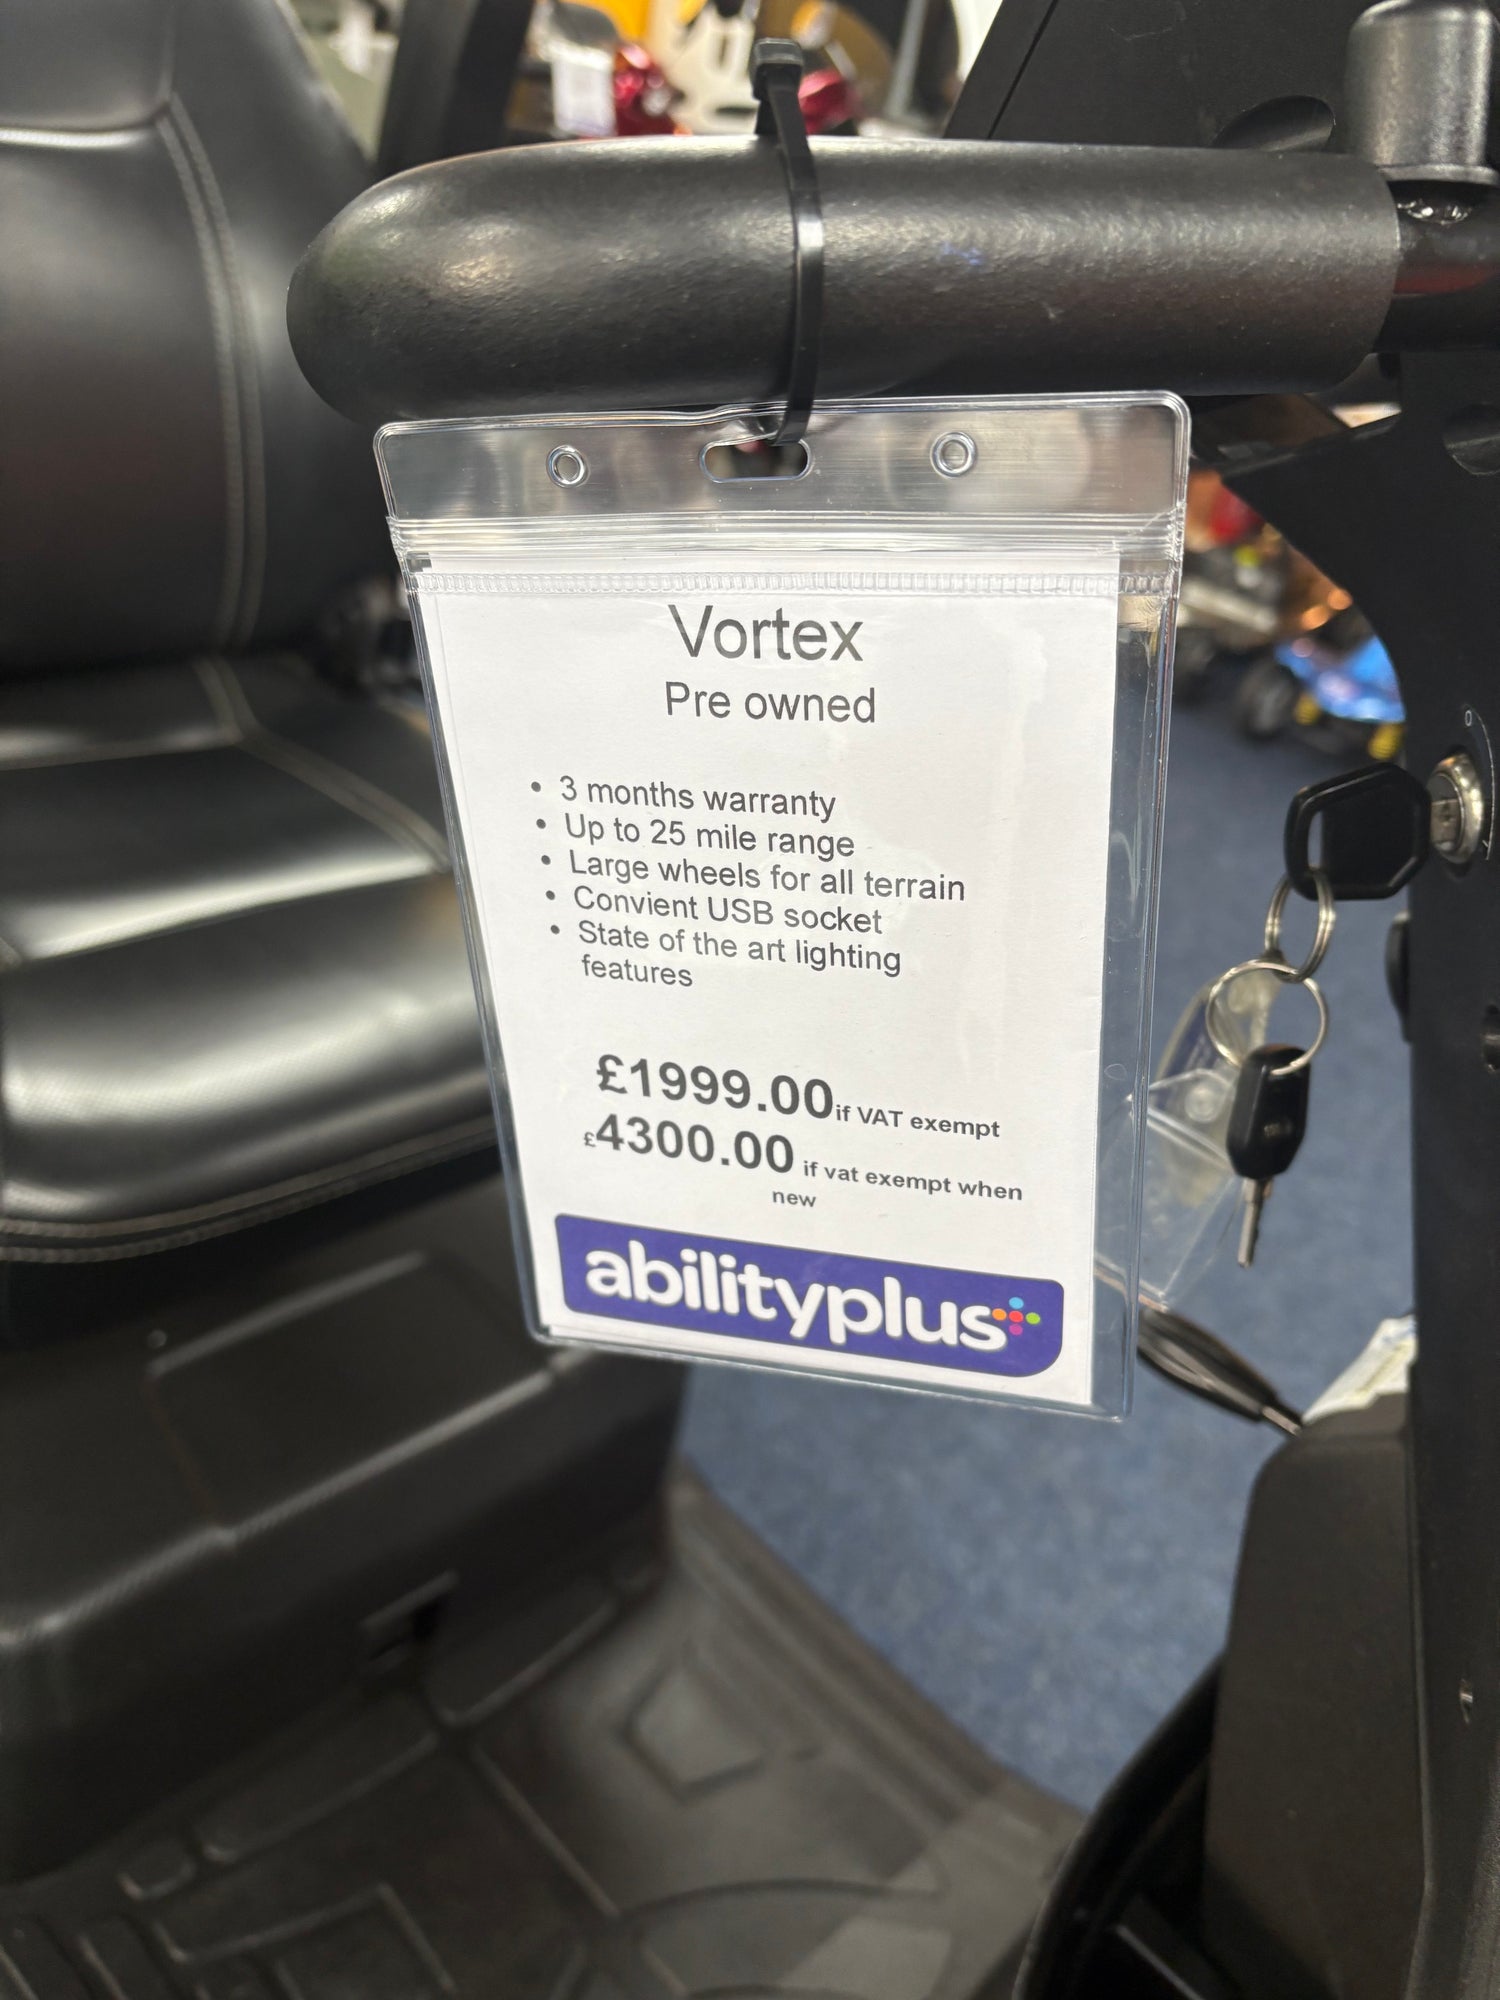 Vortex
Pre owned
• 3 months warranty
• Up to 25 mile range
• Large wheels for all terrain
• Convient USB socket
• State of the art lighting
features
£1999.00if VAT exempt
£4300.00 if vat exempt when
new
abilityplus